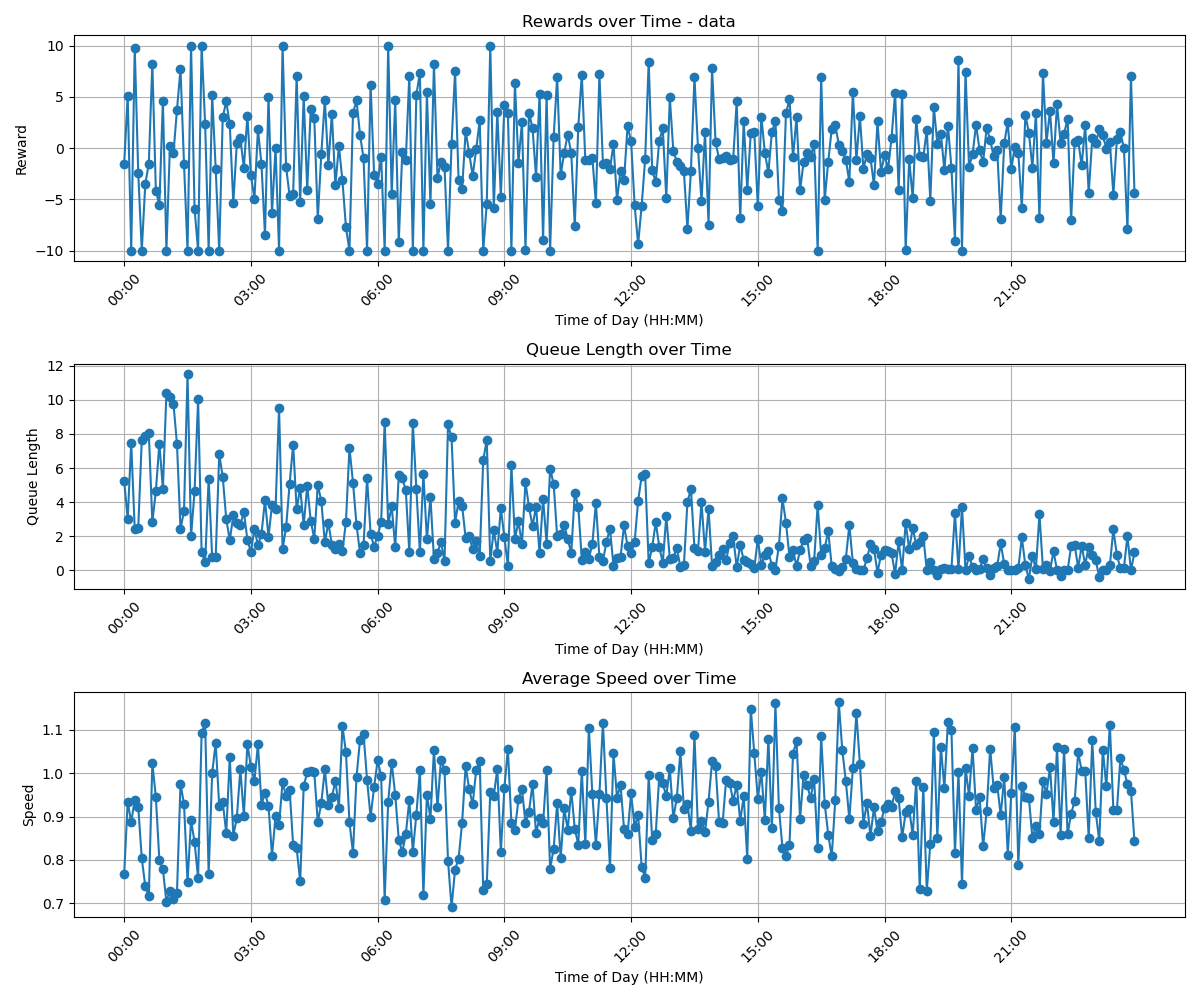 Rewards over Time - data
Reward
10
5
0
−5
−10
00:00 03:00 06:00 09:00 12:00 15:00 18:00 21:00
Time of Day (HH:MM)
Queue Length over Time
Queue Length
12
10
8
6
4
2
0
00:00 03:00 06:00 09:00 12:00 15:00 18:00 21:00
Time of Day (HH:MM)
Average Speed over Time
Speed
1.1
1.0
0.9
0.8
0.7
00:00 03:00 06:00 09:00 12:00 15:00 18:00 21:00
Time of Day (HH:MM)